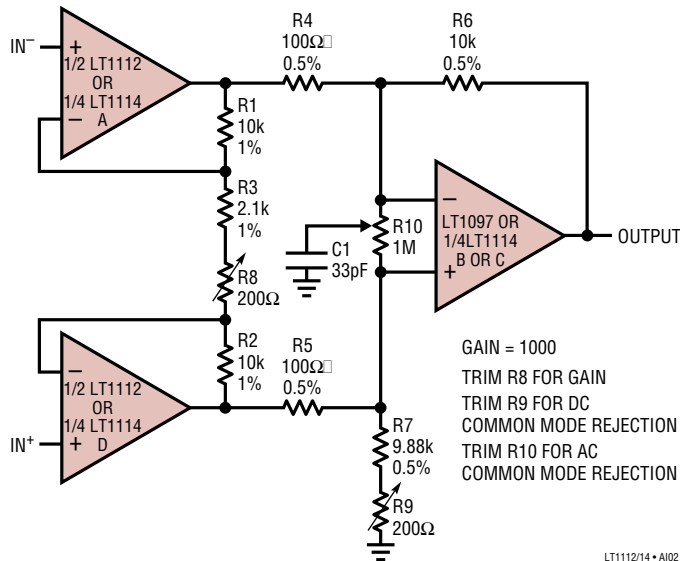 IN−
+
1/2 LT1112
OR
1/4 LT1114
− A
R4
100Ω□
0.5%
R6
10k
0.5%
R1
10k
1%
R3
2.1k
1%
R8
200Ω
R2
10k
1%
C1
33pF
R10
1M
−
LT1097 OR
1/4LT1114
B OR C
+
OUTPUT
−
1/2 LT1112
OR
1/4 LT1114
+ D
IN+
R5
100Ω□
0.5%
R7
9.88k
0.5%
R9
200Ω
GAIN = 1000
TRIM R8 FOR GAIN
TRIM R9 FOR DC
COMMON MODE REJECTION
TRIM R10 FOR AC
COMMON MODE REJECTION
LT1112/14 • AI02